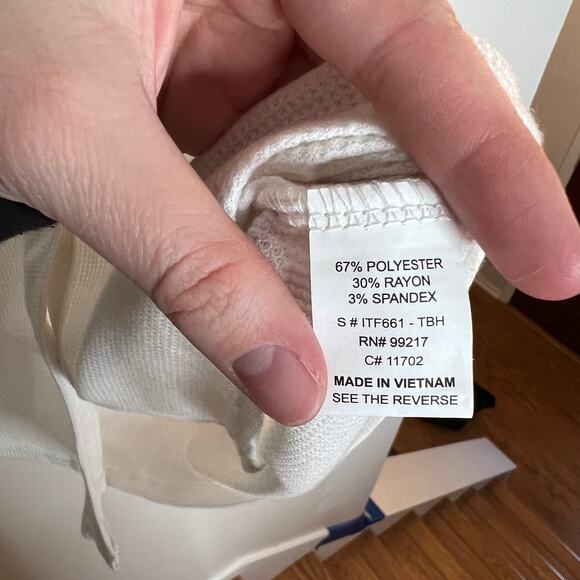 67% POLYESTER
30% RAYON
3% SPANDEX
S # ITF661 - TBH
RN# 99217
C# 11702
MADE IN VIETNAM
SEE THE REVERSE